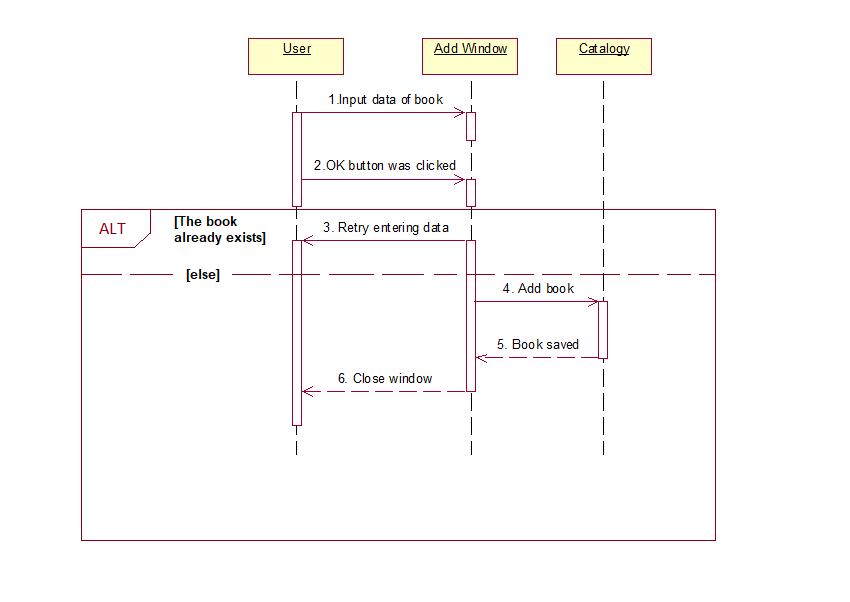 User
Add Window
Catalogy
1.Input data of book
2.OK button was clicked
ALT
[The book
already exists]
3. Retry entering data
[else]
4. Add book
5. Book saved
6. Close window